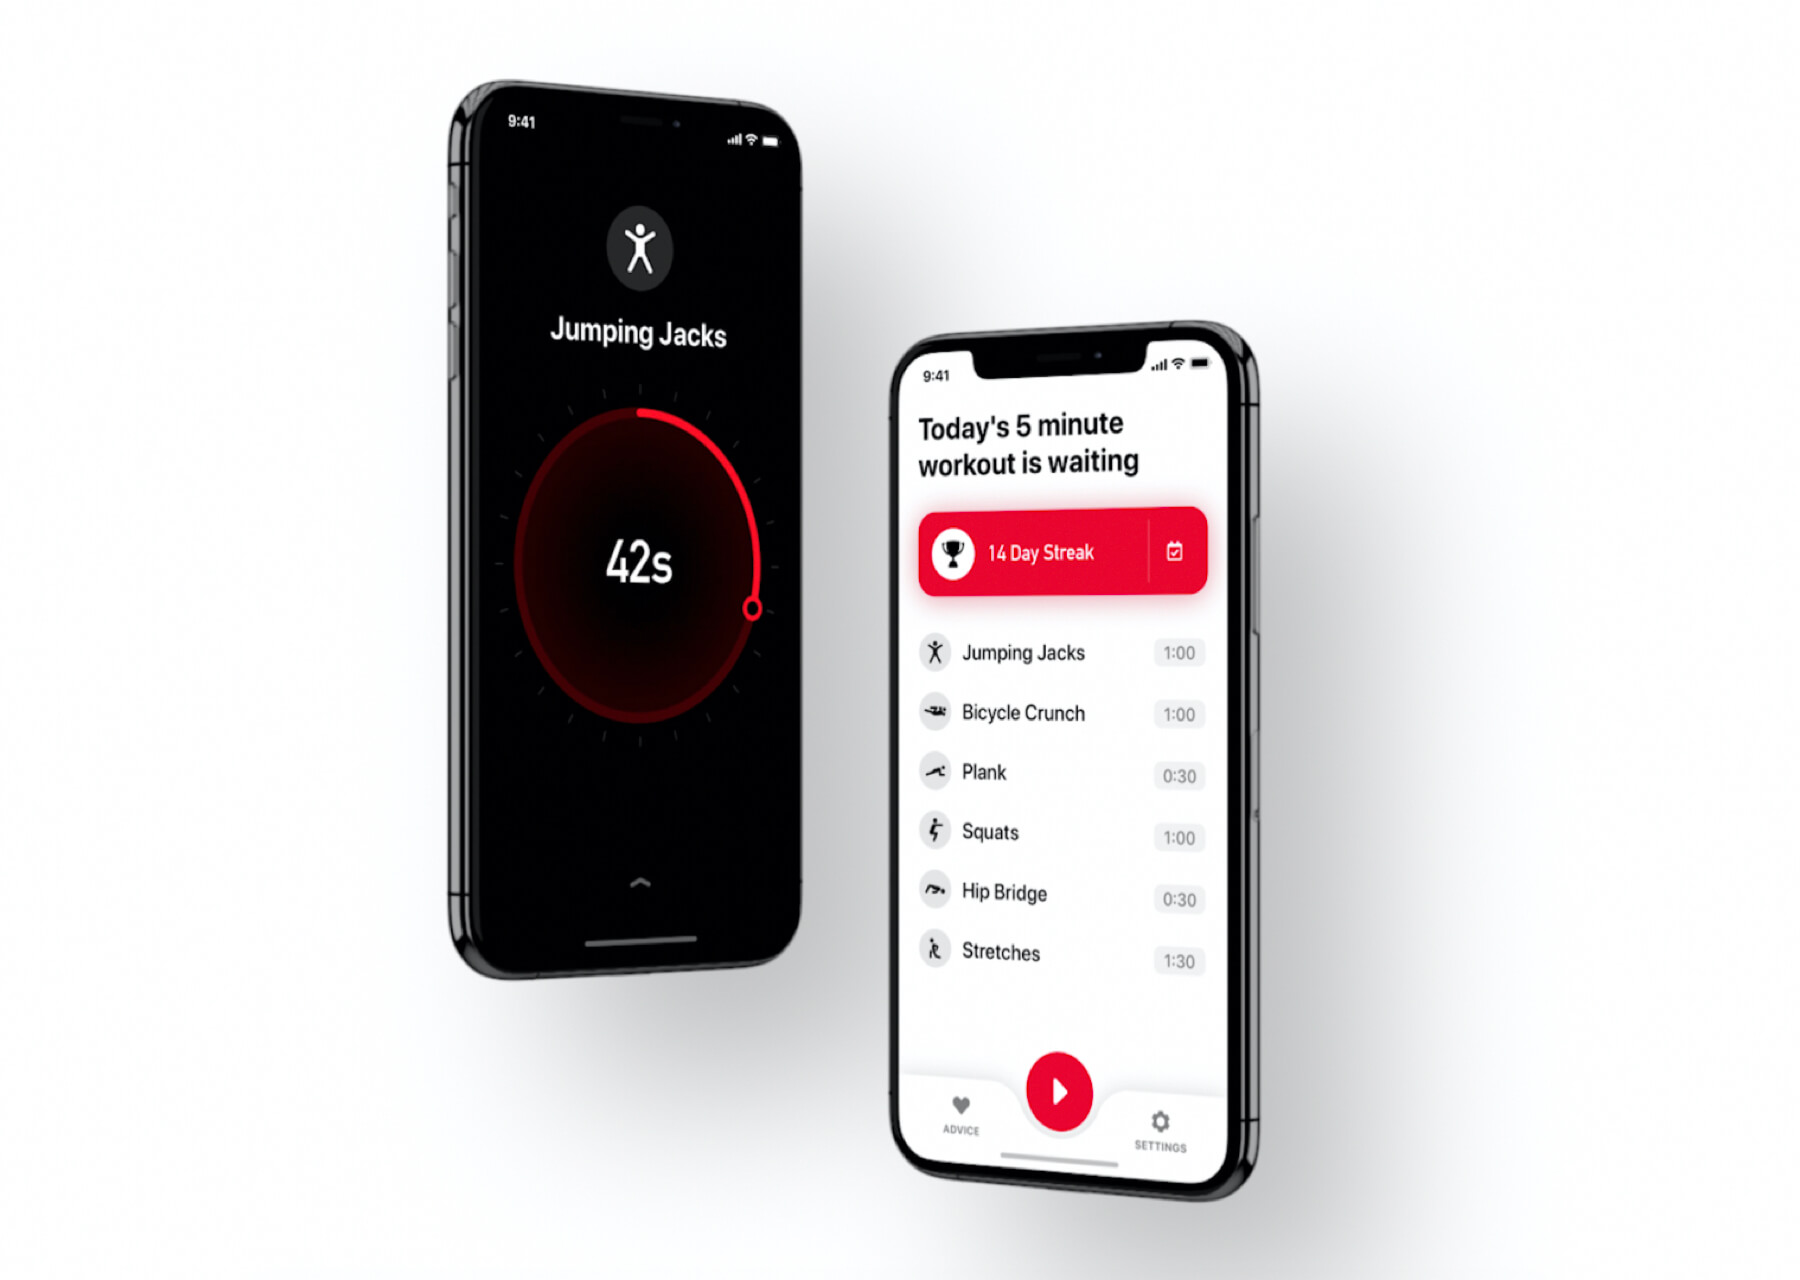 9:41
Jumping Jacks
42s
9:41
Today's 5 minute
workout is waiting
14 Day Streak
Jumping Jacks 1:00
Bicycle Crunch 1:00
Plank 0:30
Squats 1:00
Hip Bridge 0:30
Stretches 1:30
ADVICE
SETTINGS